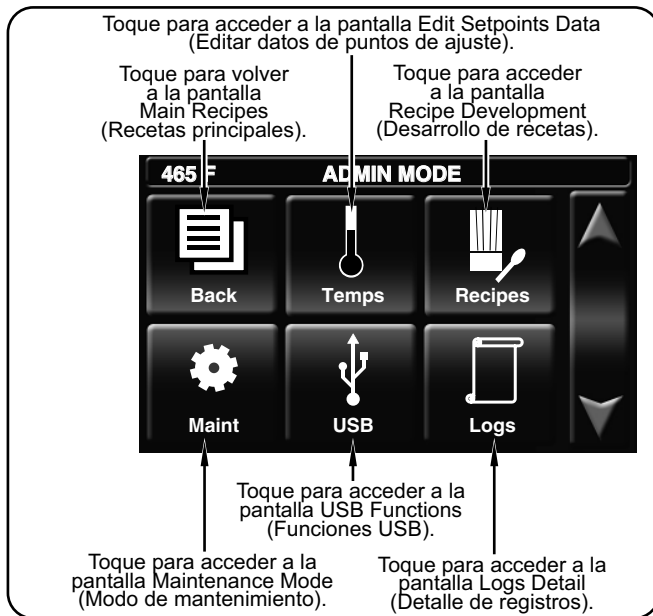 Toque para acceder a la pantalla Edit Setpoints Data
(Editar datos de puntos de ajuste).
Toque para volver
a la pantalla
Main Recipes
(Recetas principales).
Toque para acceder
a la pantalla
Recipe Development
(Desarrollo de recetas).
465 F
ADMIN MODE
Back
Temps
Recipes
Maint
USB
Logs
Toque para acceder a la
pantalla USB Functions
(Funciones USB).
Toque para acceder a la
pantalla Maintenance Mode
(Modo de mantenimiento).
Toque para acceder a la
pantalla Logs Detail
(Detalle de registros).